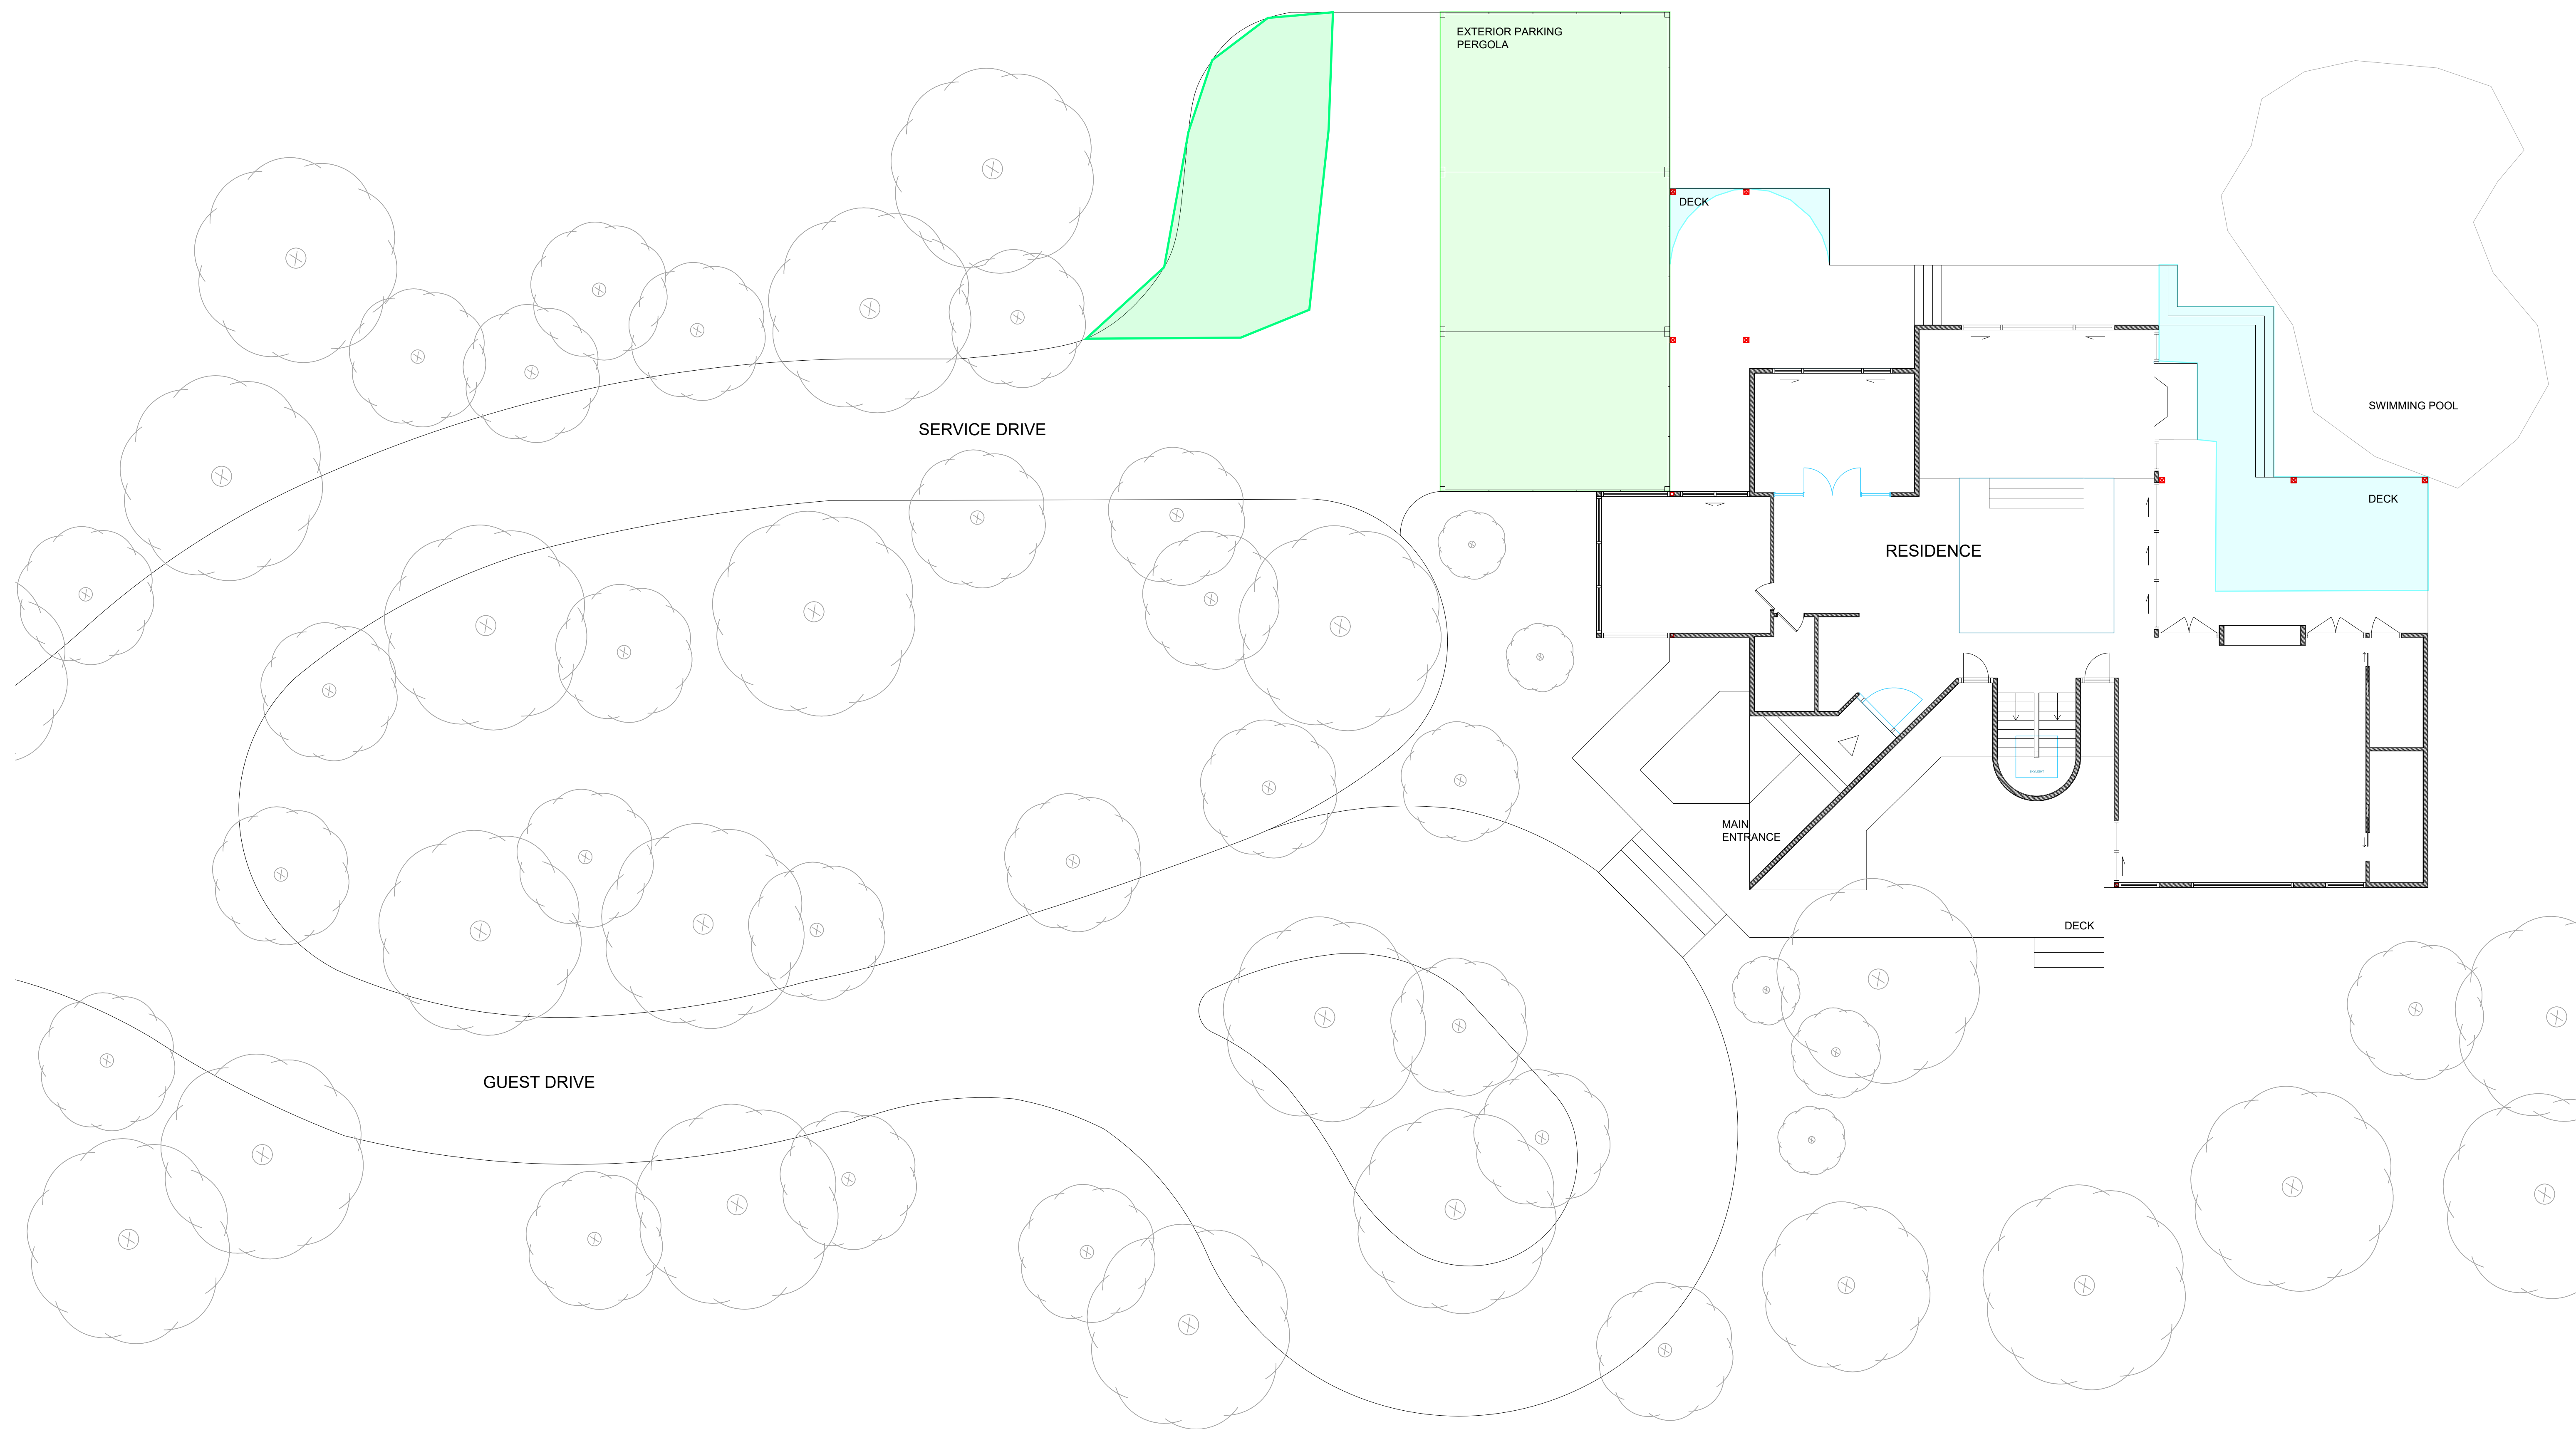 EXTERIOR PARKING
PERGOLA
DECK
SWIMMING POOL
SERVICE DRIVE
DECK
RESIDENCE
MAIN
ENTRANCE
DECK
GUEST DRIVE